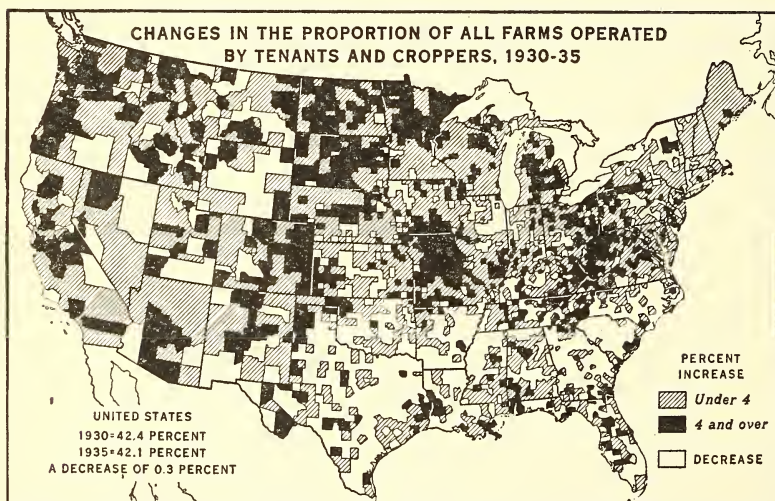 CHANGES IN THE PROPORTION OF ALL FARMS OPERATED
BY TENANTS AND CROPPERS, 1930-35
PERCENT
INCREASE
Under 4
4 and over
DECREASE
UNITED STATES
1930=42.4 PERCENT
1935=42.1 PERCENT
A DECREASE OF 0.3 PERCENT